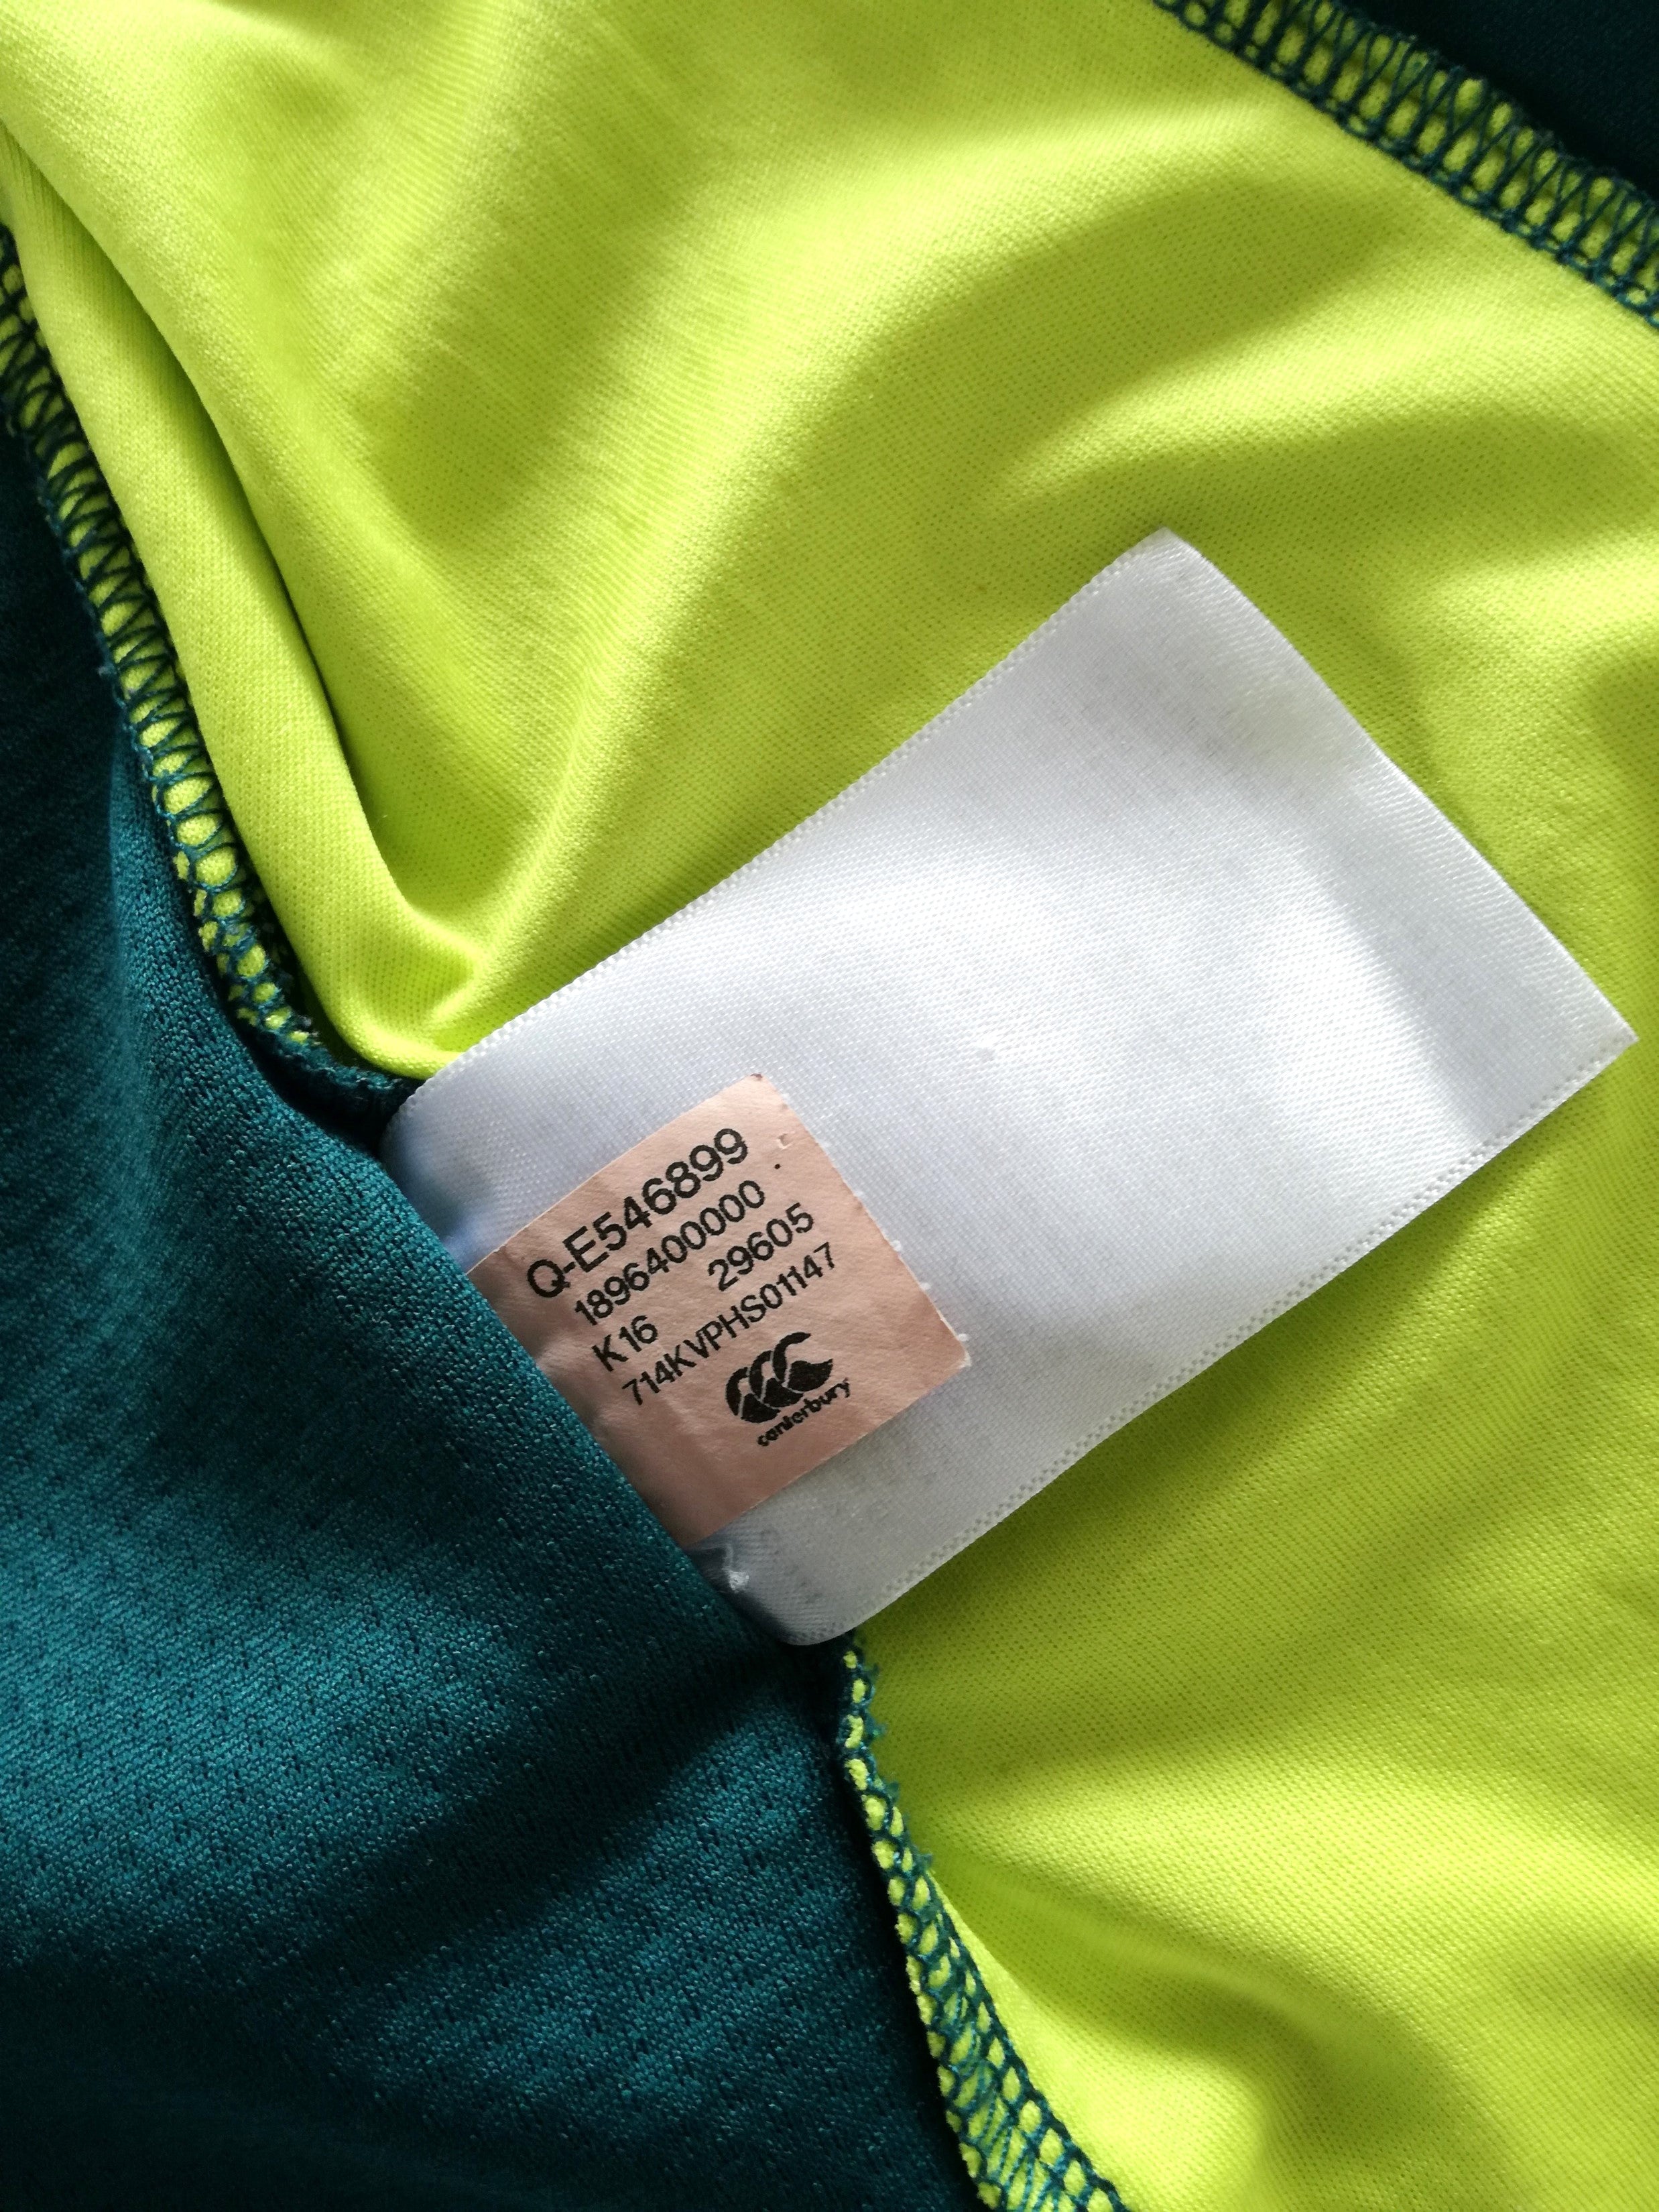 Q-E546899
1896400000
K16 29605
714KVPHS01147
canterbury